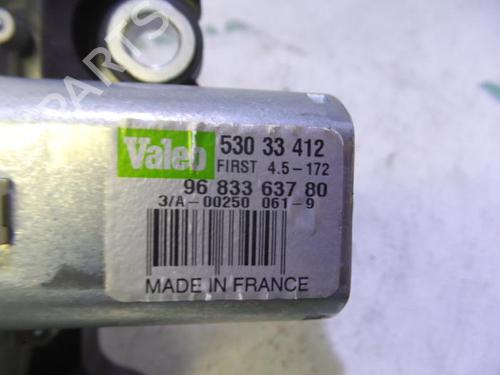 PARTS
Valeo 530 33 412
FIRST 4.5-172
96 833 637 80
3/A-00250 061-9
MADE IN FRANCE